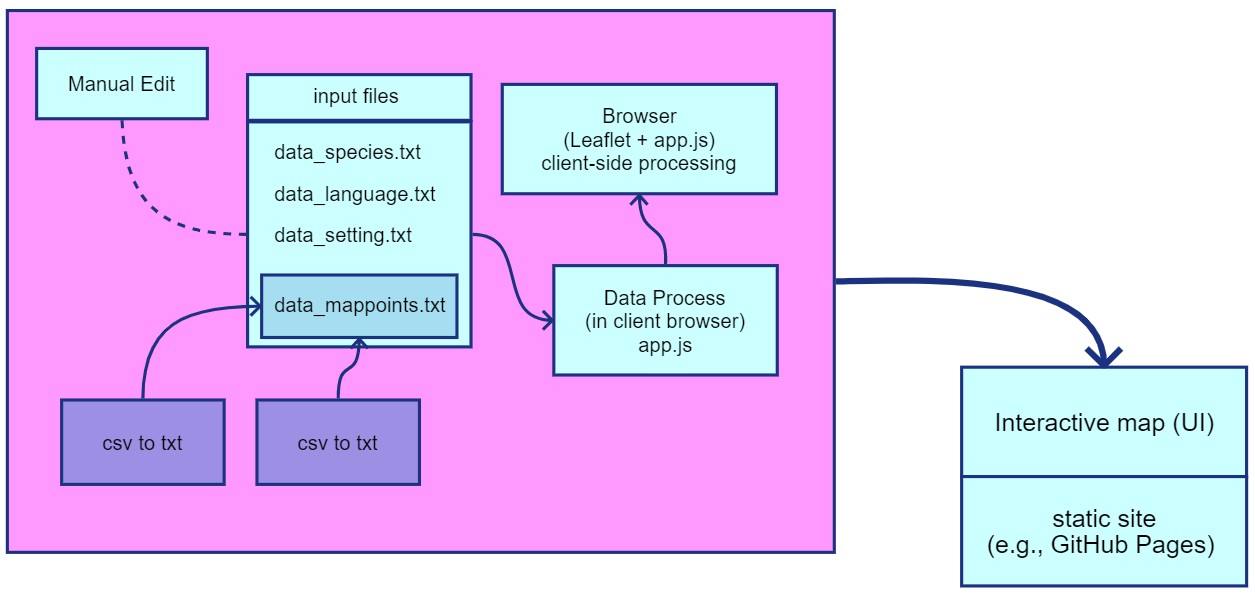 Manual Edit
input files
data_species.txt
data_language.txt
data_setting.txt
data_mappoints.txt
csv to txt
csv to txt
Browser
(Leaflet + app.js)
client-side processing
Data Process
(in client browser)
app.js
Interactive map (UI)
static site
(e.g., GitHub Pages)